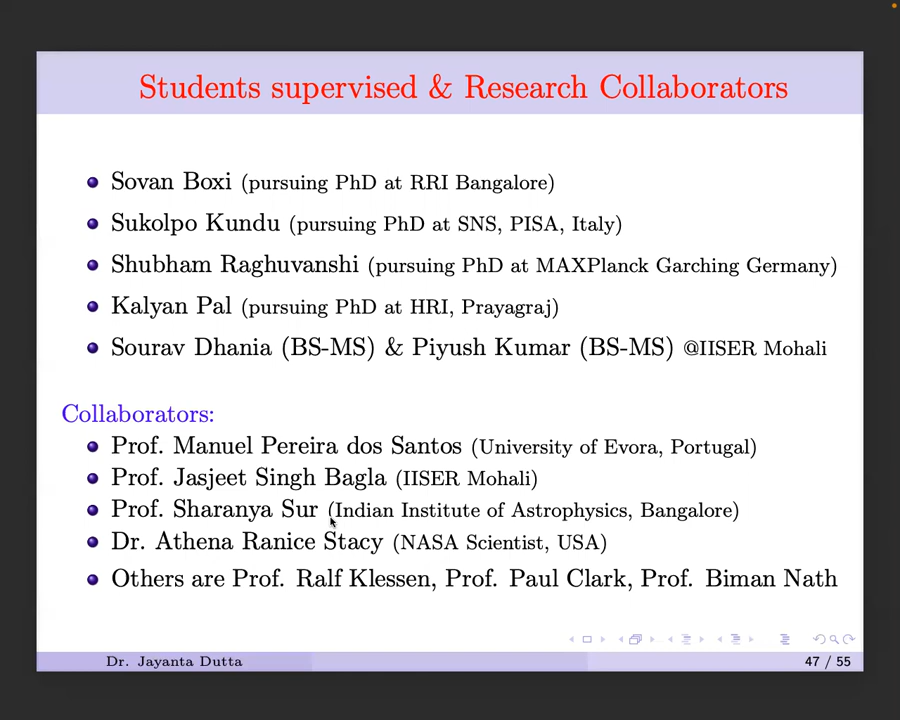 Students supervised & Research Collaborators
Sovan Boxi (pursuing PhD at RRI Bangalore)
Sukolpo Kundu (pursuing PhD at SNS, PISA, Italy)
Shubham Raghuvanshi (pursuing PhD at MAXPlanck Garching Germany)
Kalyan Pal (pursuing PhD at HRI, Prayagraj)
Sourav Dhania (BS-MS) & Piyush Kumar (BS-MS) @IISER Mohali
Collaborators:
Prof. Manuel Pereira dos Santos (University of Evora, Portugal)
Prof. Jasjeet Singh Bagla (IISER Mohali)
Prof. Sharanya Sur (Indian Institute of Astrophysics, Bangalore)
Dr. Athena Ranice Stacy (NASA Scientist, USA)
Others are Prof. Ralf Klessen, Prof. Paul Clark, Prof. Biman Nath
Dr. Jayanta Dutta 47 / 55